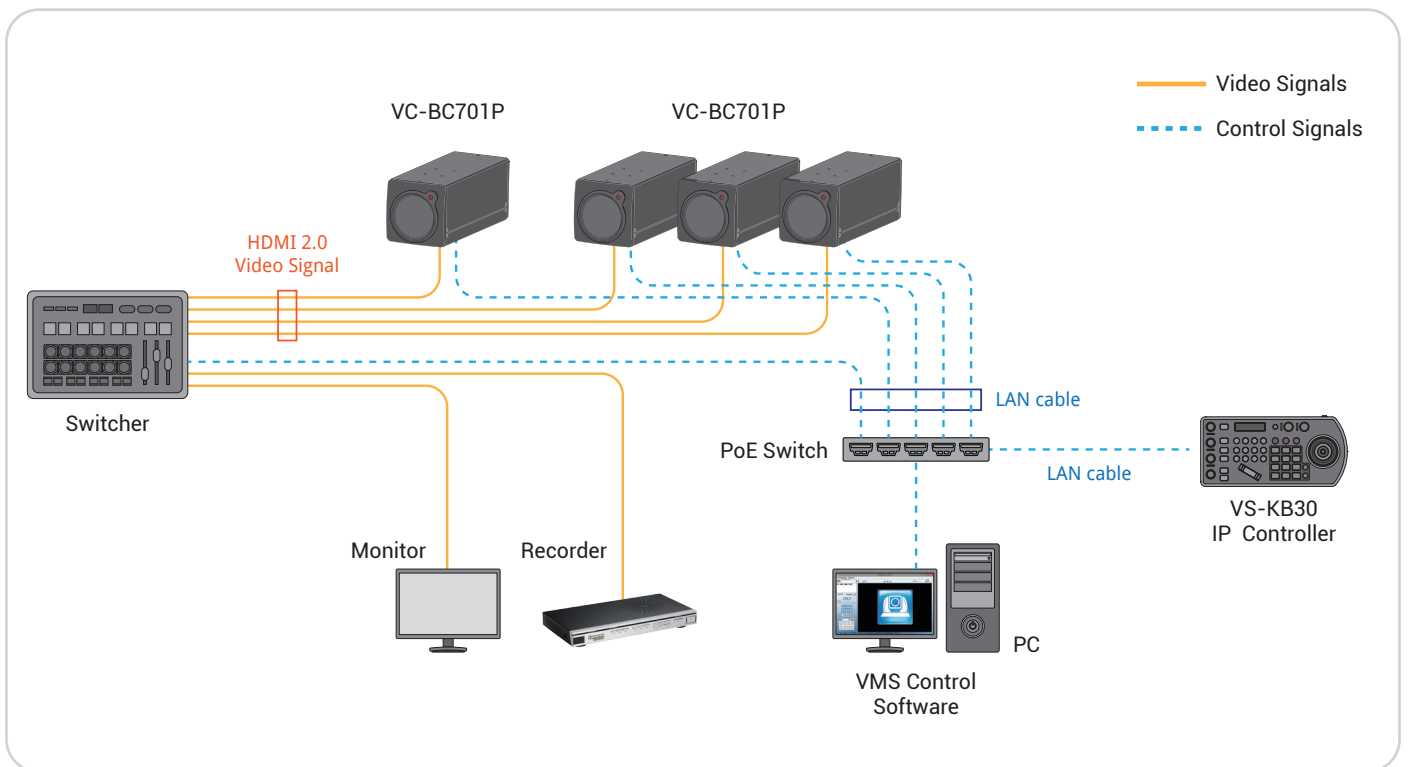 Video Signals
Control Signals
VC-BC701P
VC-BC701P
HDMI 2.0
Video Signal
Switcher
LAN cable
PoE Switch
LAN cable
VS-KB30
IP Controller
Monitor
Recorder
PC
VMS Control
Software